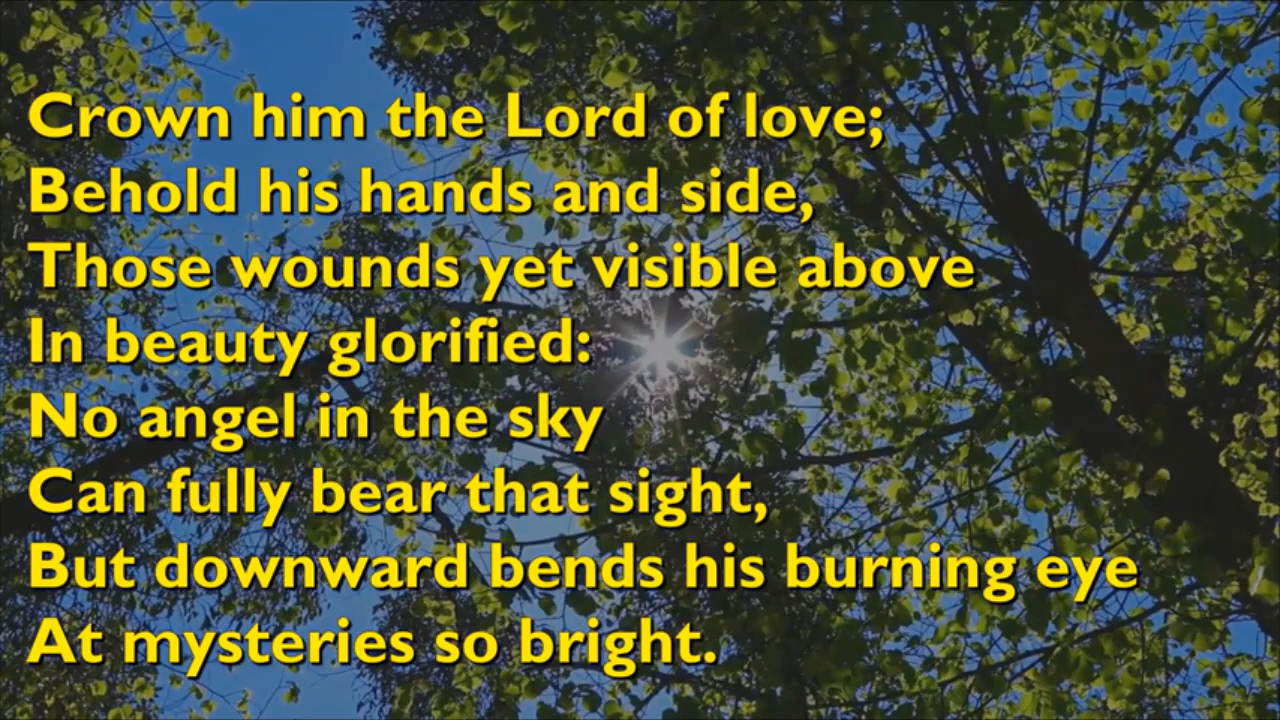 Crown him the Lord of love;
Behold his hands and side,
Those wounds yet visible above
In beauty glorified:
No angel in the sky
Can fully bear that sight,
But downward bends his burning eye
At mysteries so bright.